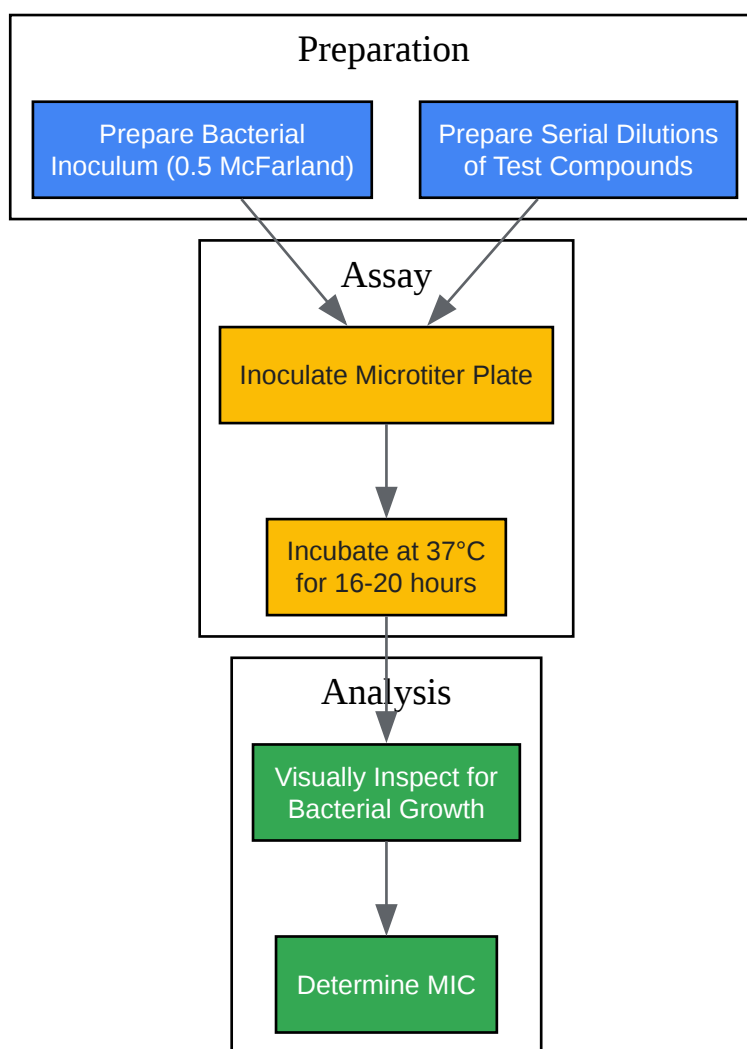 Preparation
Prepare Bacterial
Inoculum (0.5 McFarland)
Prepare Serial Dilutions
of Test Compounds
Assay
Inoculate Microtiter Plate
Incubate at 37°C
for 16-20 hours
Analysis
Visually Inspect for
Bacterial Growth
Determine MIC